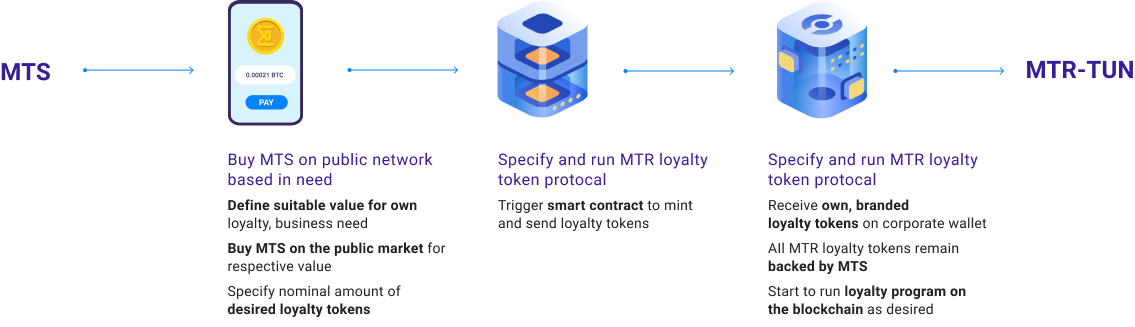 MTS
0.00021 BTC
PAY
MTR-TUN
Buy MTS on public network
based in need
Define suitable value for own
loyalty, business need
Buy MTS on the public market for
respective value
Specify nominal amount of
desired loyalty tokens
Specify and run MTR loyalty
token protocal
Trigger smart contract to mint
and send loyalty tokens
Specify and run MTR loyalty
token protocal
Receive own, branded
loyalty tokens on corporate wallet
All MTR loyalty tokens remain
backed by MTS
Start to run loyalty program on
the blockchain as desired